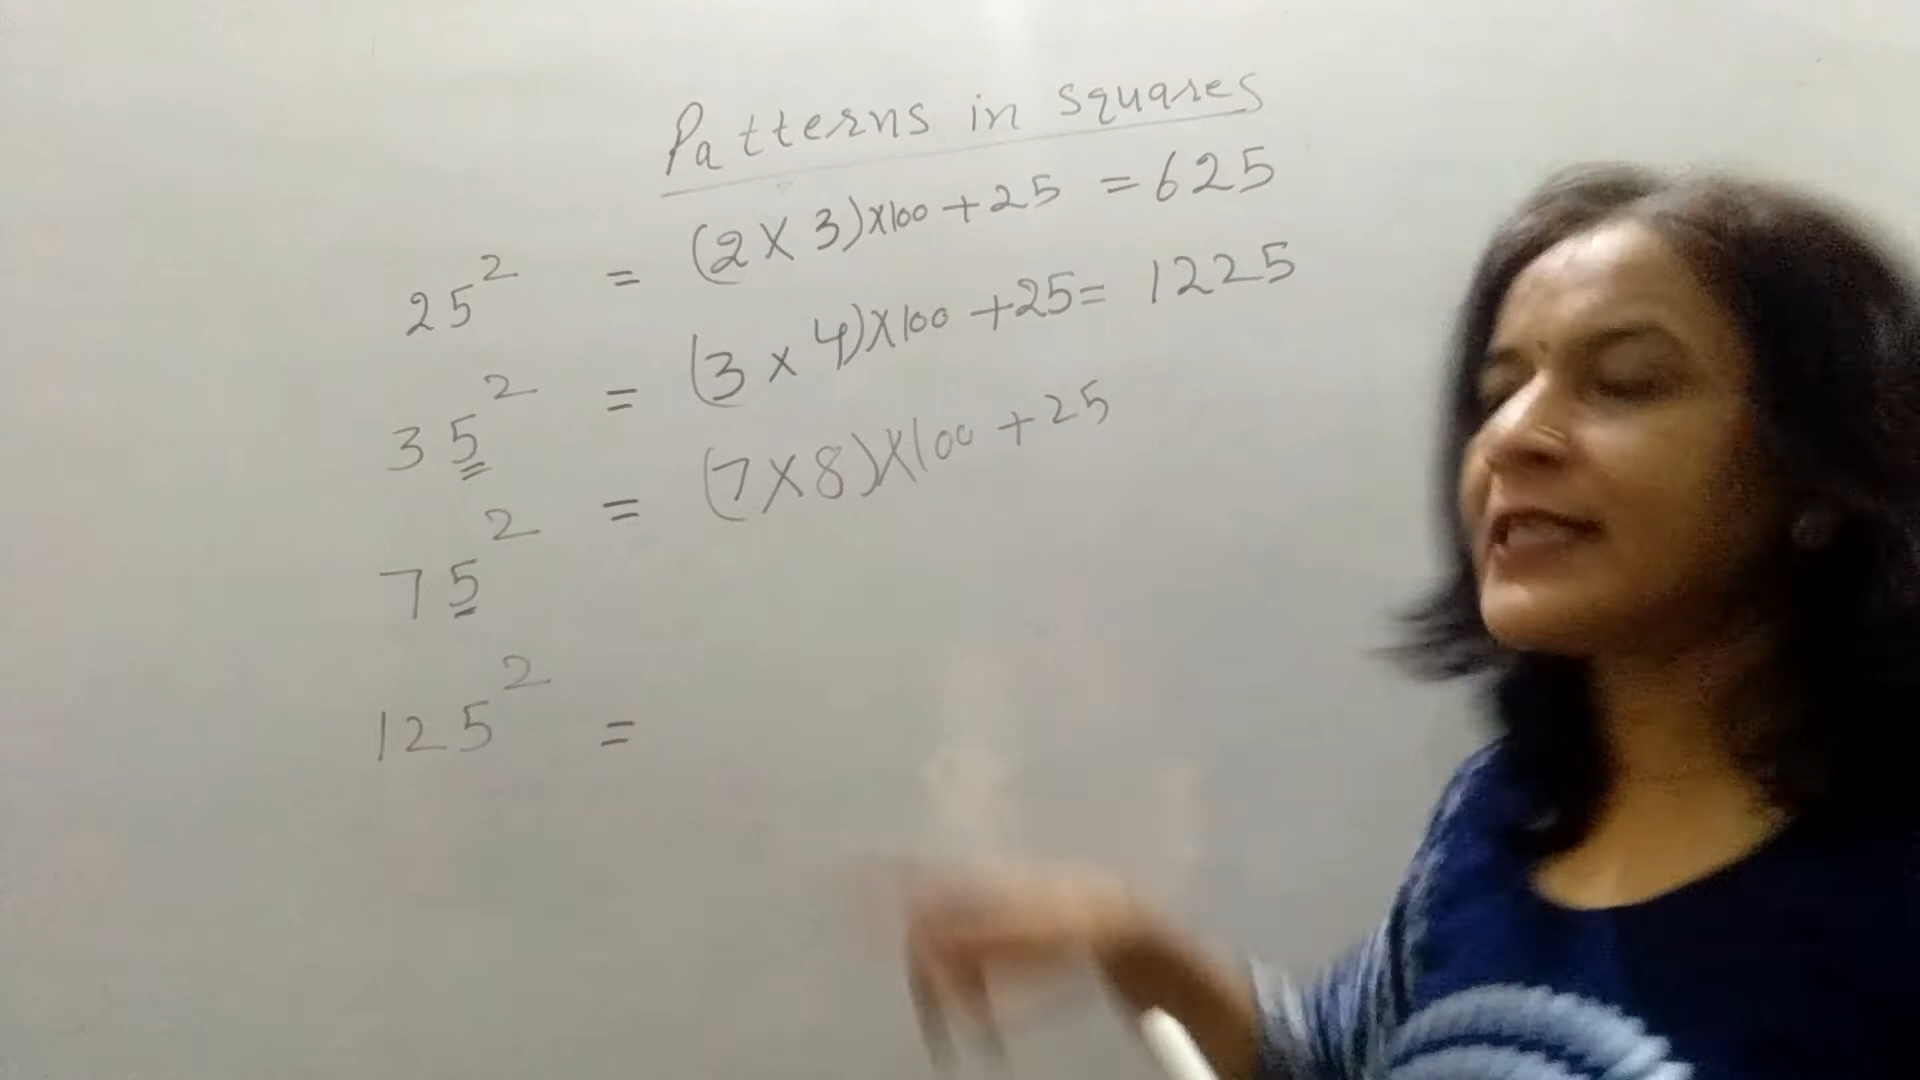 Patterns in squares
25² = (2 X 3)X100 + 25 = 625
35² = (3 x 4)X100 + 25 = 1225
75² = (7 X 8)X100 + 25
125² =